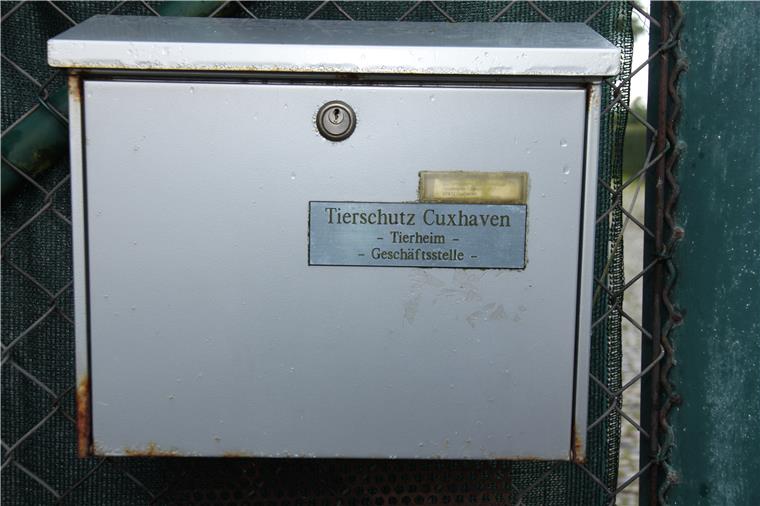 Tierschutz Cuxhaven
- Tierheim -
- Geschäftsstelle -